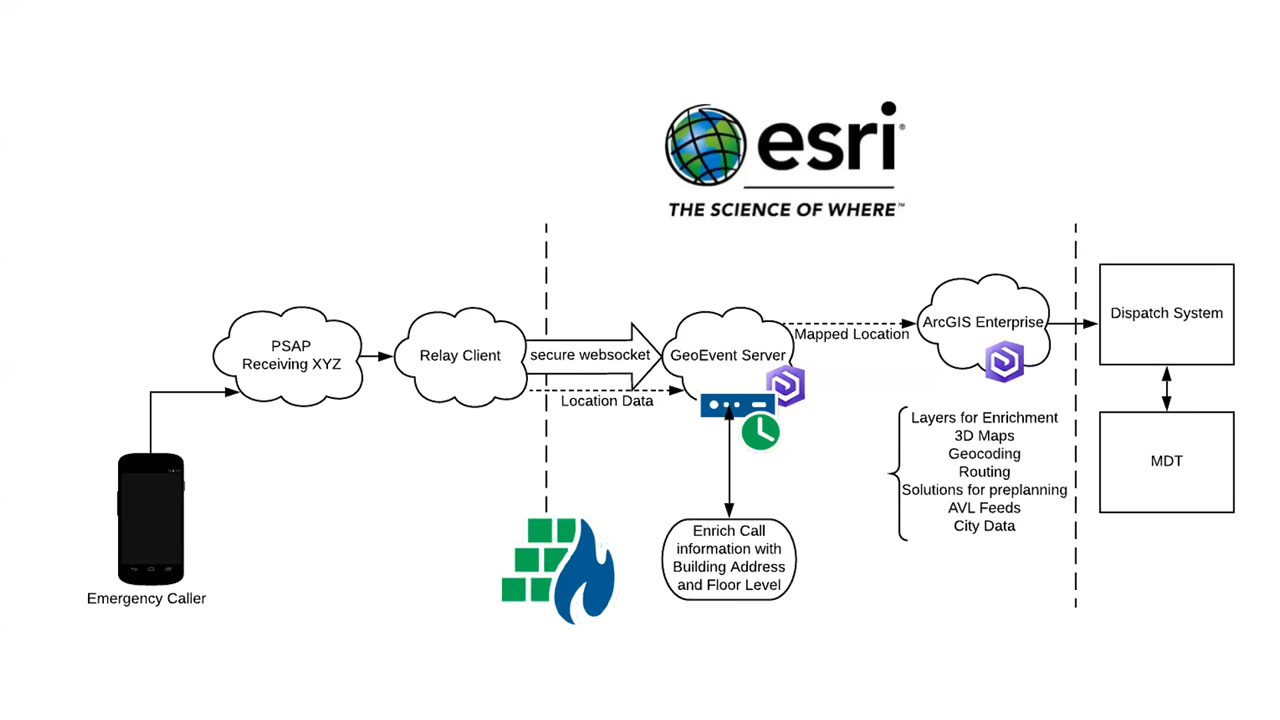 esri®
THE SCIENCE OF WHERE™
PSAP
Receiving XYZ
Relay Client
secure websocket
Location Data
GeoEvent Server
Mapped Location
ArcGIS Enterprise
Dispatch System
MDT
Layers for Enrichment
3D Maps
Geocoding
Routing
Solutions for preplanning
AVL Feeds
City Data
Enrich Call
information with
Building Address
and Floor Level
Emergency Caller